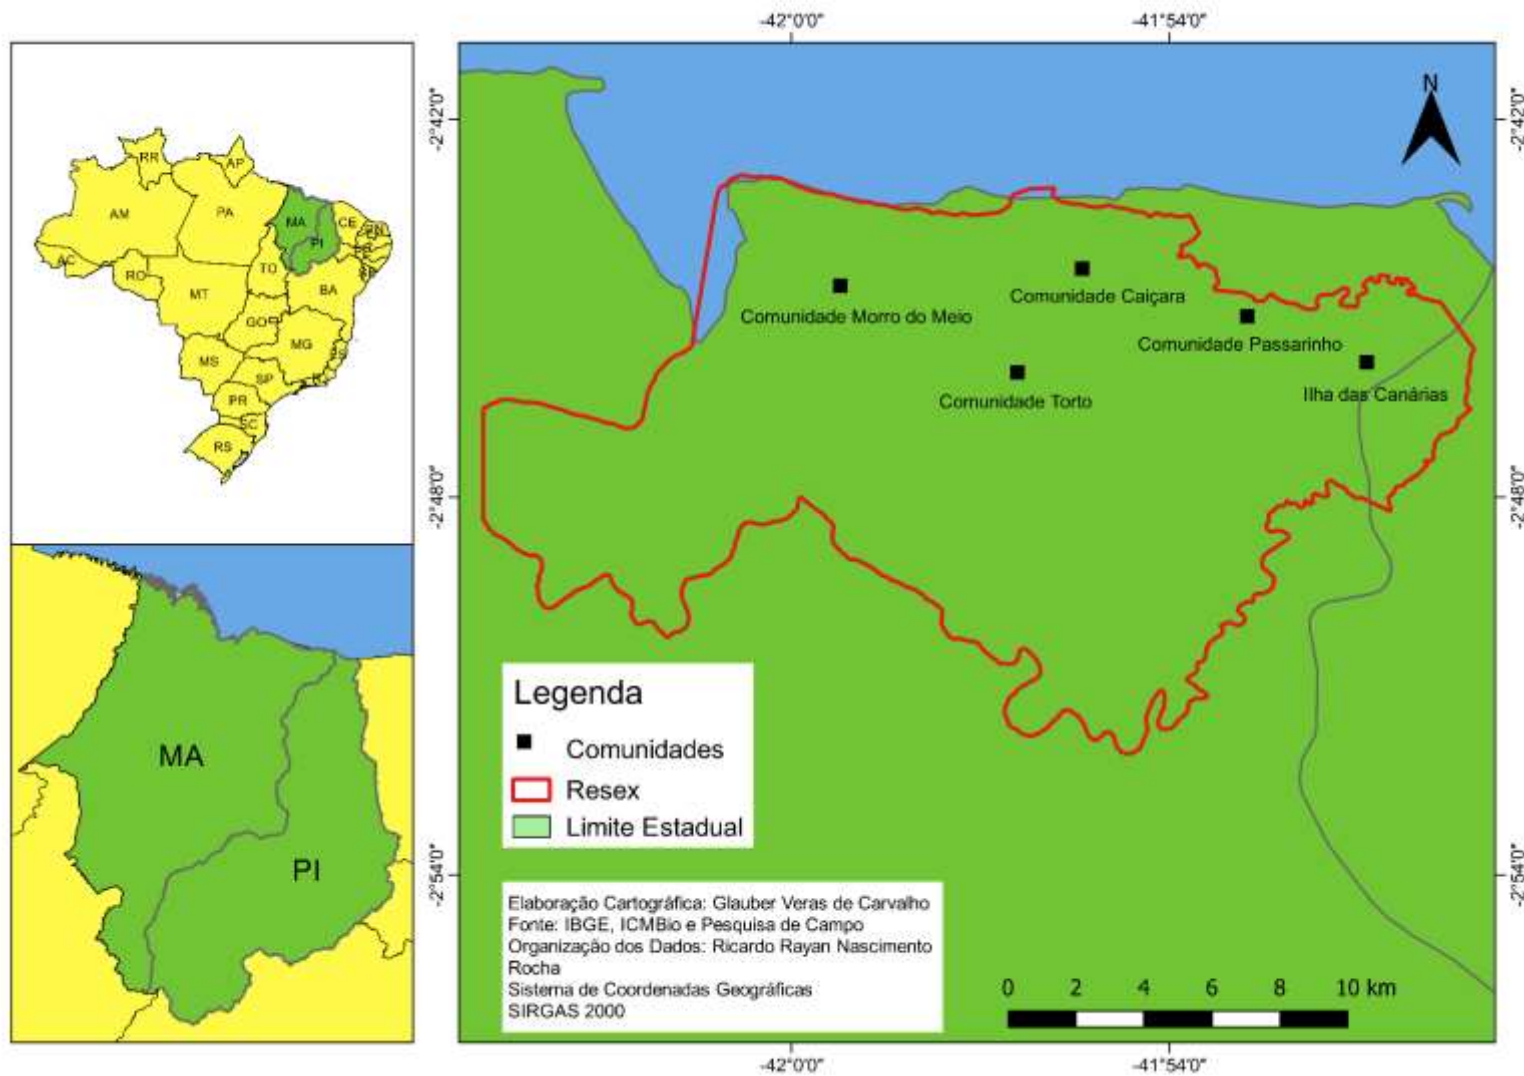 RR
AP
AM
PA
MA
PI
CE
RN
AC
RO
TO
MT
BA
GO
MG
MS
SP
PR
SC
RS
MA
PI
-42°0'0"
-41°54'0"
-2°42'0"
-2°42'0"
N
Comunidade Caiçara
Comunidade Morro do Meio
Comunidade Passarinho
Ilha das Canárias
Comunidade Torto
-2°48'0"
-2°48'0"
Legenda
Comunidades
Resex
Limite Estadual
-2°54'0"
-2°54'0"
Elaboração Cartográfica: Glauber Veras de Carvalho
Fonte: IBGE, ICMBio e Pesquisa de Campo
Organização dos Dados: Ricardo Rayan Nascimento
Rocha
Sistema de Coordenadas Geográficas
SIRGAS 2000
0 2 4 6 8 10 km
-42°0'0"
-41°54'0"